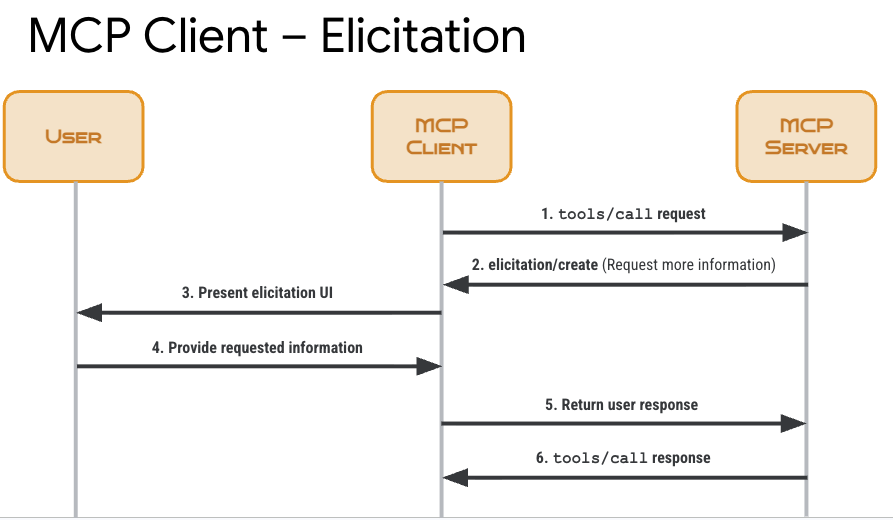 MCP Client – Elicitation
User
MCP
Client
MCP
Server
1. tools/call request
2. elicitation/create (Request more information)
3. Present elicitation UI
4. Provide requested information
5. Return user response
6. tools/call response